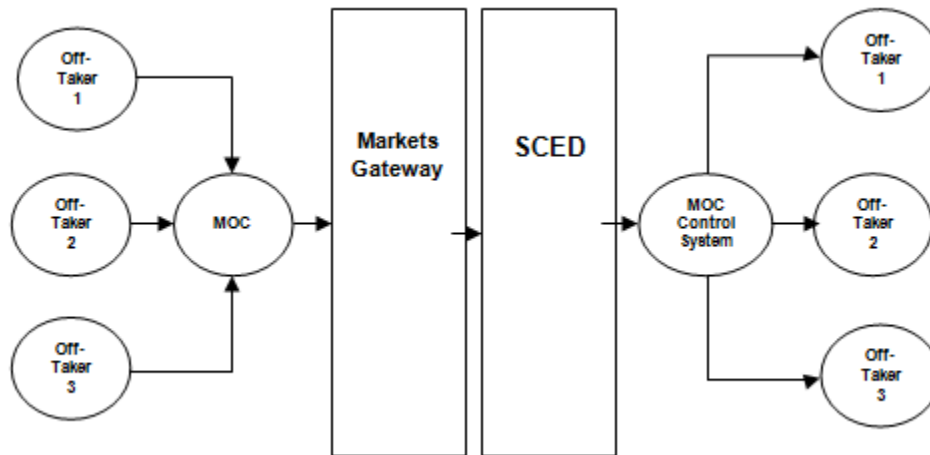 Off-
Taker
1
Off-
Taker
2
Off-
Taker
3
MOC
Markets
Gateway
SCED
MOC
Control
System
Off-
Taker
1
Off-
Taker
2
Off-
Taker
3